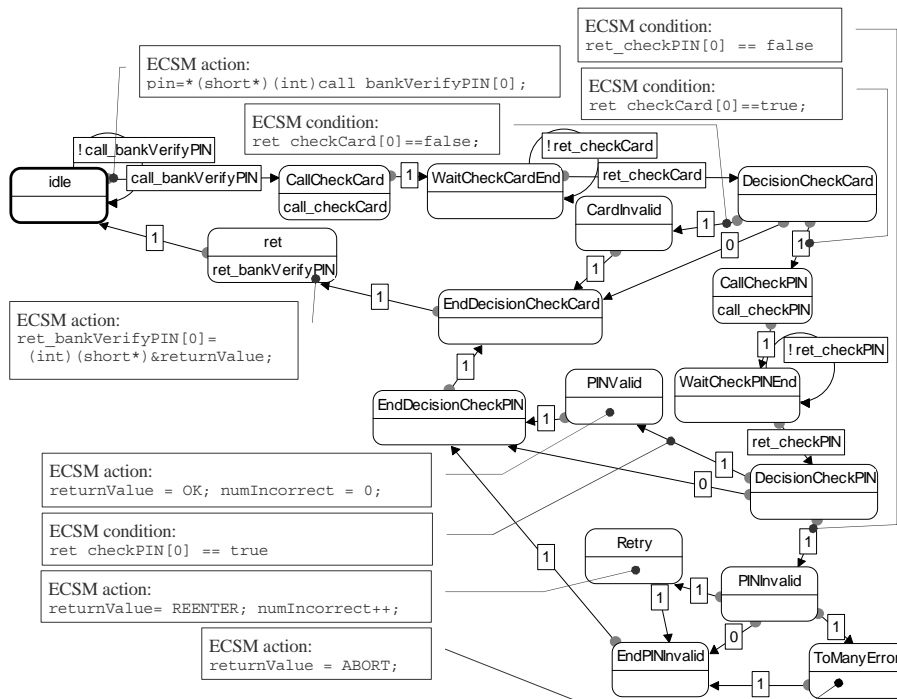 ECSM condition:
ret_checkPIN[0] == false
ECSM action:
pin=*(short*)(int)call bankVerifyPIN[0];
ECSM condition:
ret checkCard[0]==true;
ECSM condition:
ret checkCard[0]==false;
! call_bankVerifyPIN
! ret_checkCard
idle
call_bankVerifyPIN
CallCheckCard
call_checkCard
1
WaitCheckCardEnd
ret_checkCard
DecisionCheckCard
CardInvalid
1
0
1
1
ret
ret_bankVerifyPIN
1
1
CallCheckPIN
call_checkPIN
EndDecisionCheckCard
1
ECSM action:
ret_bankVerifyPIN[0]=
(int)(short*)&returnValue;
1
! ret_checkPIN
1
WaitCheckPINEnd
PINValid
EndDecisionCheckPIN
1
ret_checkPIN
1
0
DecisionCheckPIN
ECSM action:
returnValue = OK; numIncorrect = 0;
ECSM condition:
ret checkPIN[0] == true
1
Retry
1
ECSM action:
returnValue= REENTER; numIncorrect++;
1
PINInvalid
1
0
1
ECSM action:
returnValue = ABORT;
EndPINInvalid
1
ToManyError